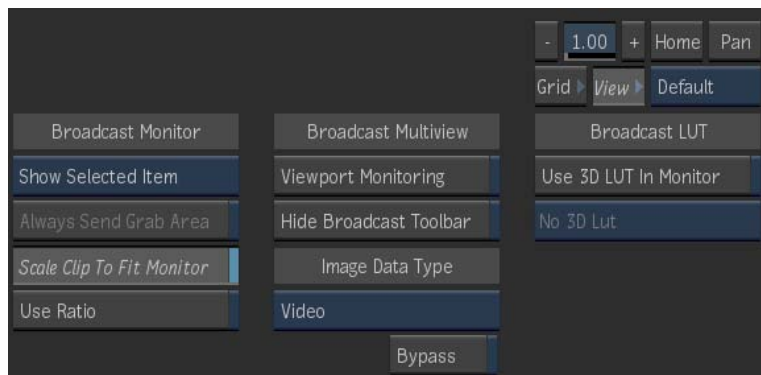 - 1.00 + Home Pan
Grid View Default
Broadcast Monitor Broadcast Multiview Broadcast LUT
Show Selected Item Viewport Monitoring Use 3D LUT In Monitor
Always Send Grab Area Hide Broadcast Toolbar No 3D Lut
Scale Clip To Fit Monitor Image Data Type
Use Ratio Video
Bypass